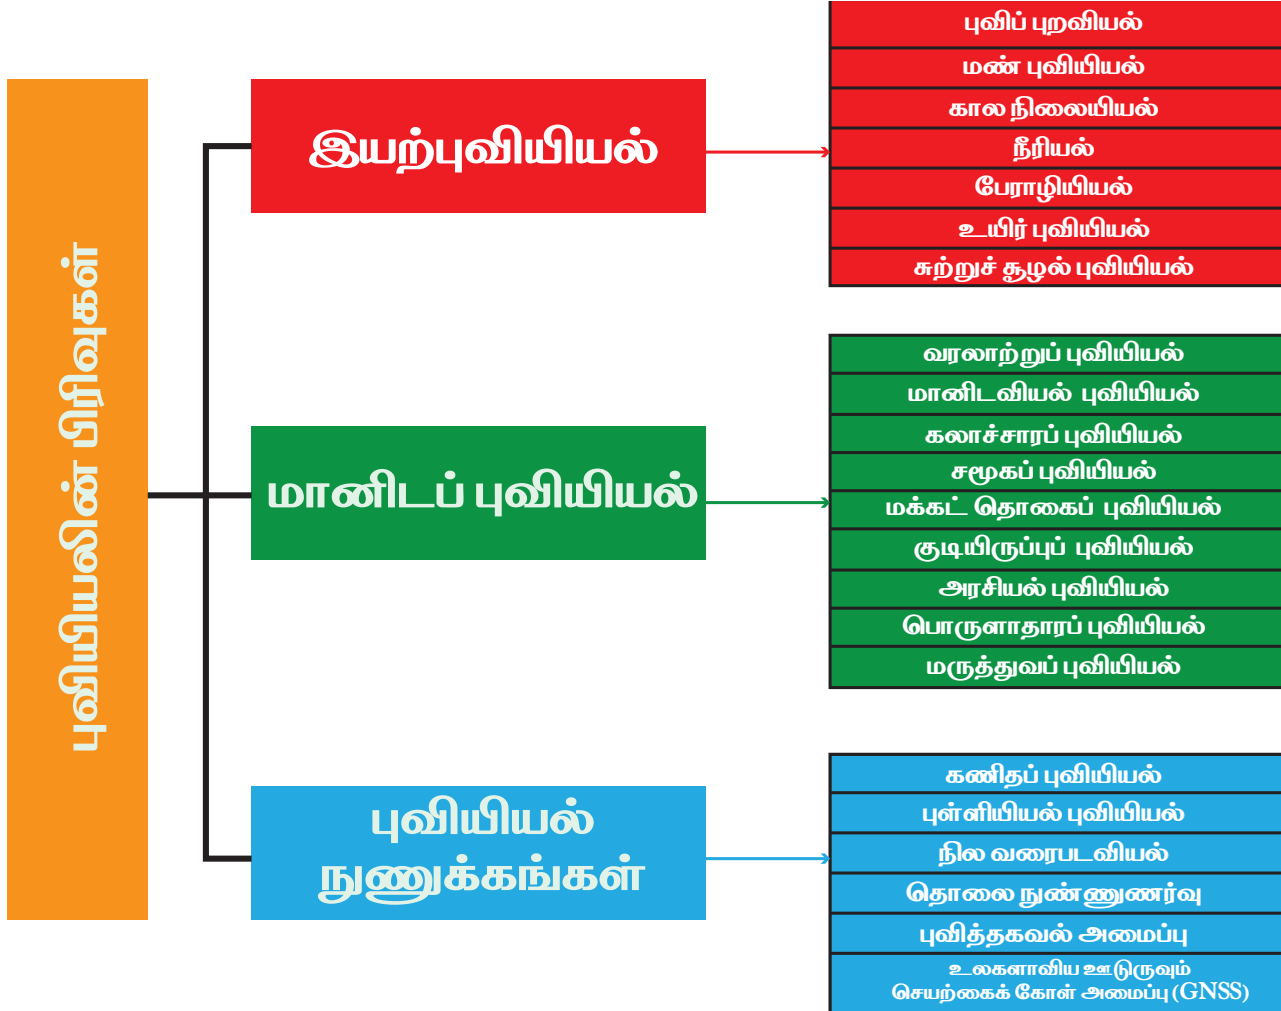 புவியியலின் பிரிவுகள்
இயற்புவியியல்
புவிப் புறவியல்
மண் புவியியல்
கால நிலையியல்
நீரியல்
பேராழியியல்
உயிர் புவியியல்
சுற்றுச் சூழல் புவியியல்
மானிடப் புவியியல்
வரலாற்றுப் புவியியல்
மானிடவியல் புவியியல்
கலாச்சாரப் புவியியல்
சமூகப் புவியியல்
மக்கட் தொகைப் புவியியல்
குடியிருப்புப் புவியியல்
அரசியல் புவியியல்
பொருளாதாரப் புவியியல்
மருத்துவப் புவியியல்
புவியியல்
நுணுக்கங்கள்
கணிதப் புவியியல்
புள்ளியியல் புவியியல்
நில வரைபடவியல்
தொலை நுண்ணுணர்வு
புவித்தகவல் அமைப்பு
உலகளாவிய ஊடுருவும்
செயற்கைக் கோள் அமைப்பு (GNSS)